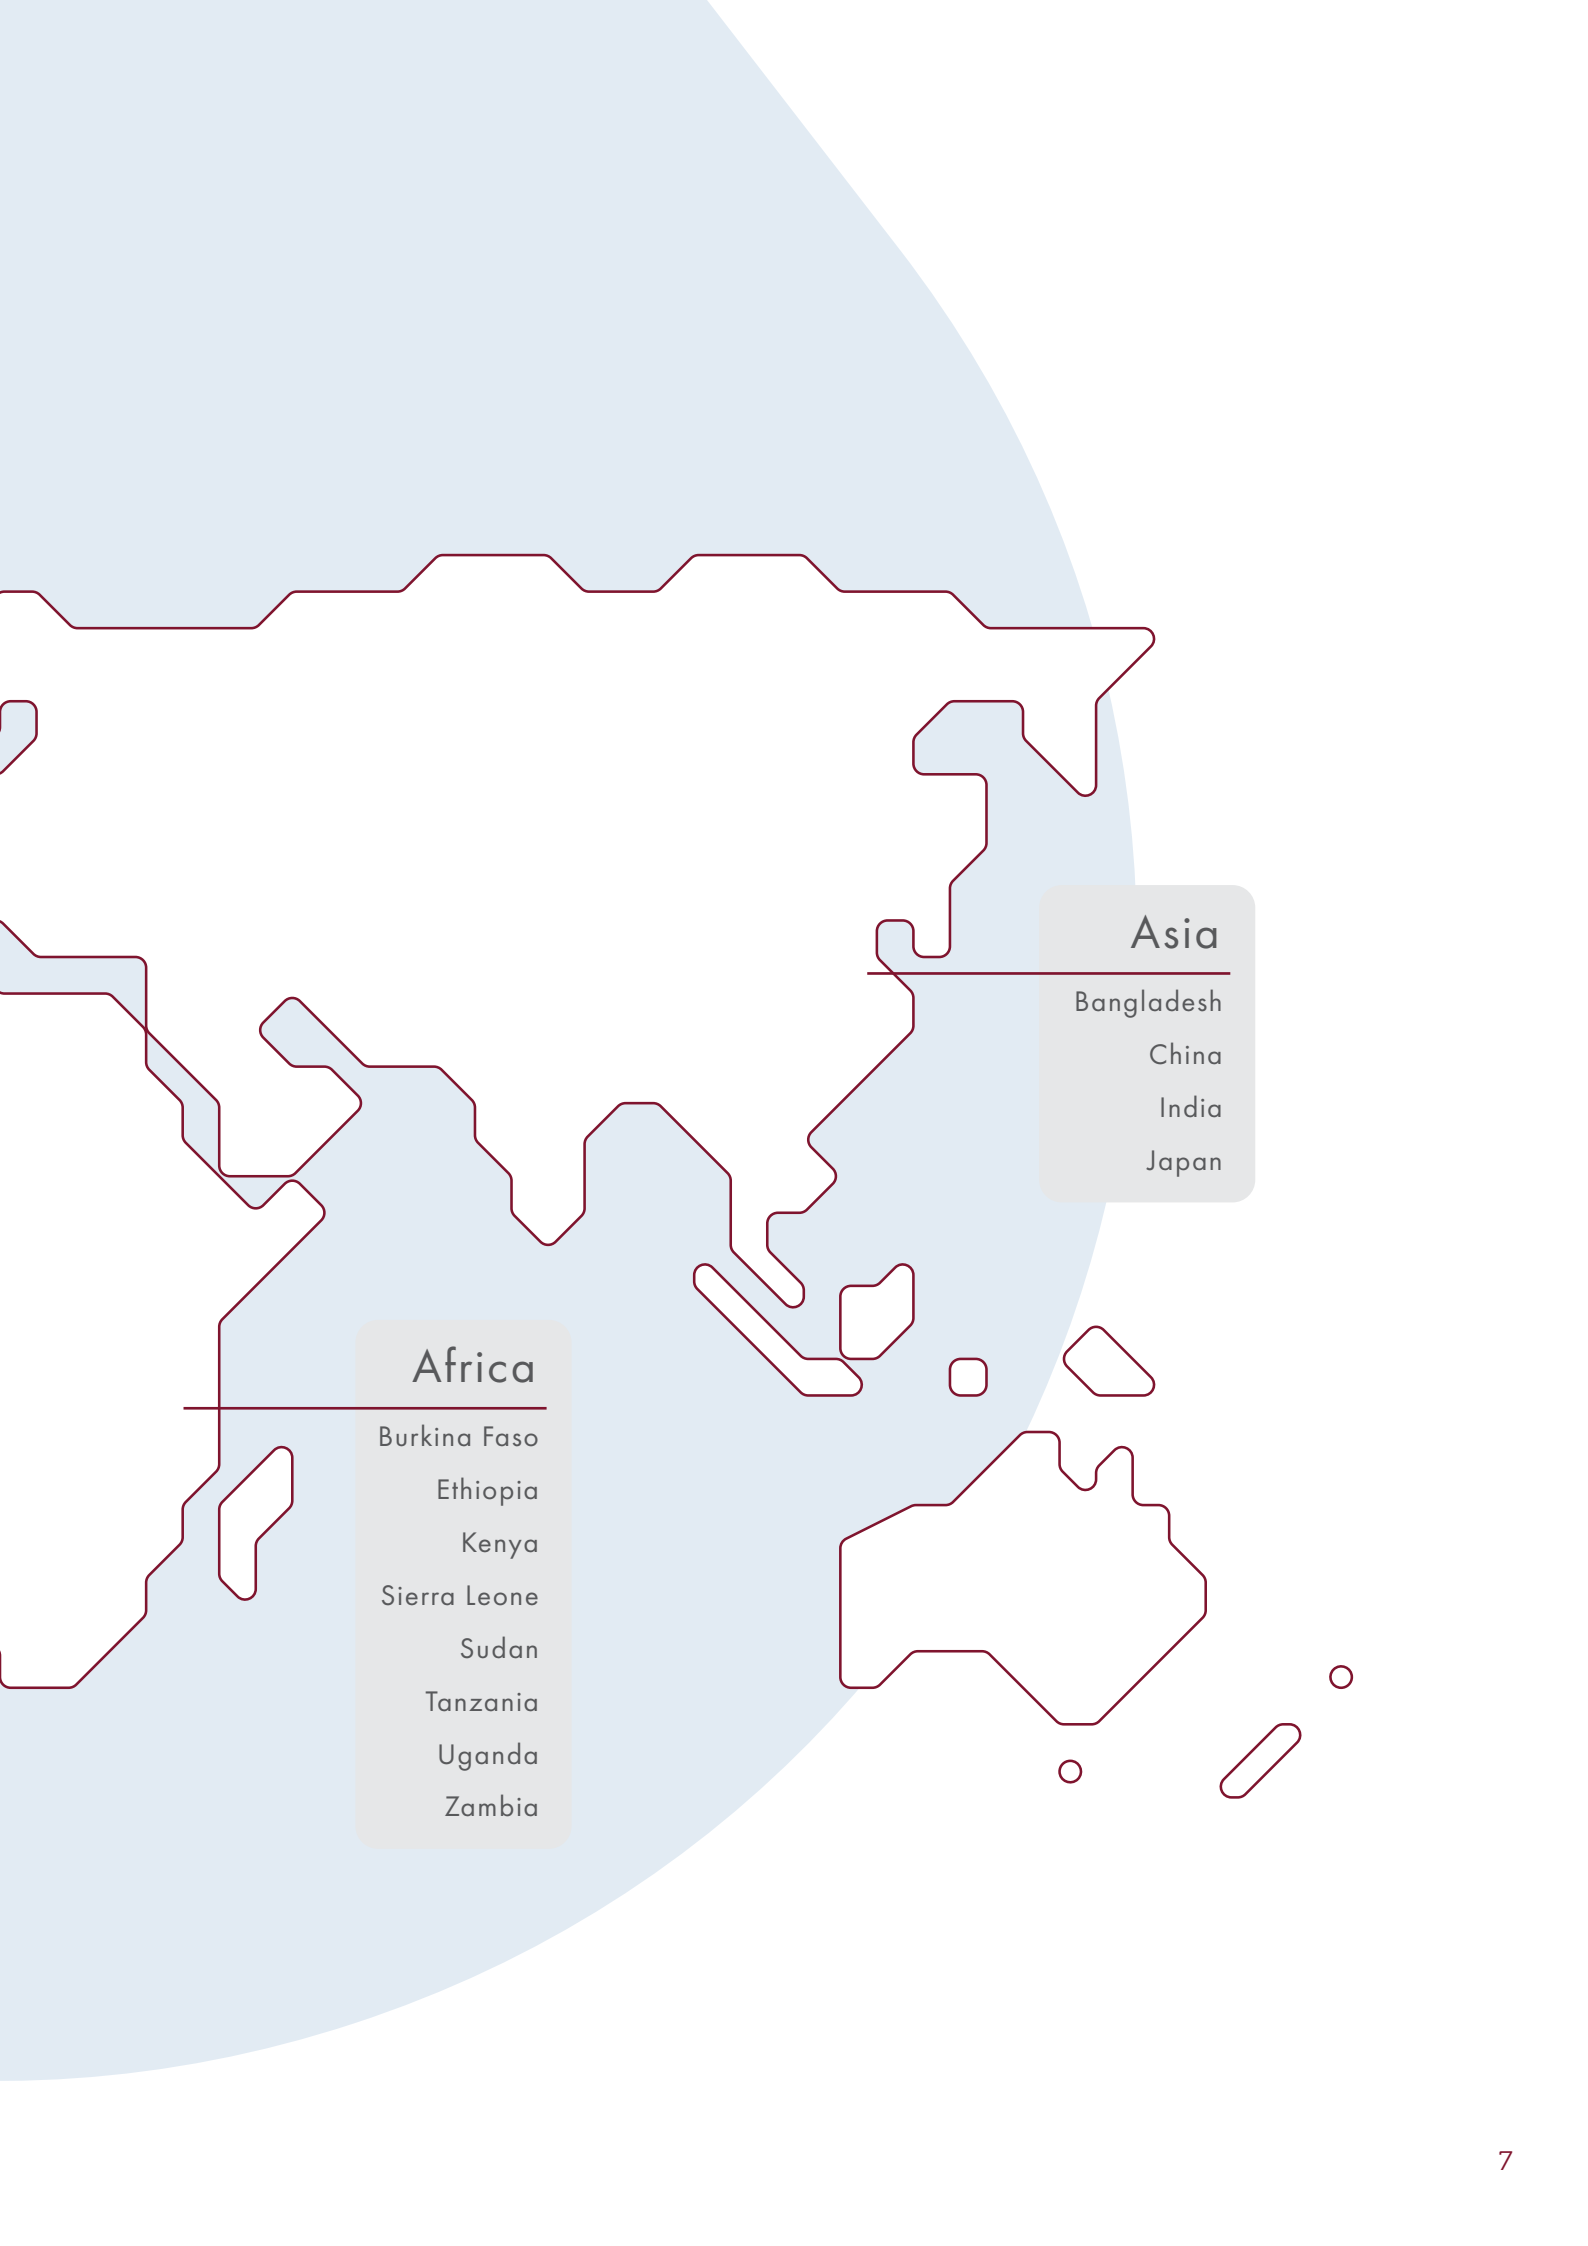 Asia
Bangladesh
China
India
Japan
Africa
Burkina Faso
Ethiopia
Kenya
Sierra Leone
Sudan
Tanzania
Uganda
Zambia
7